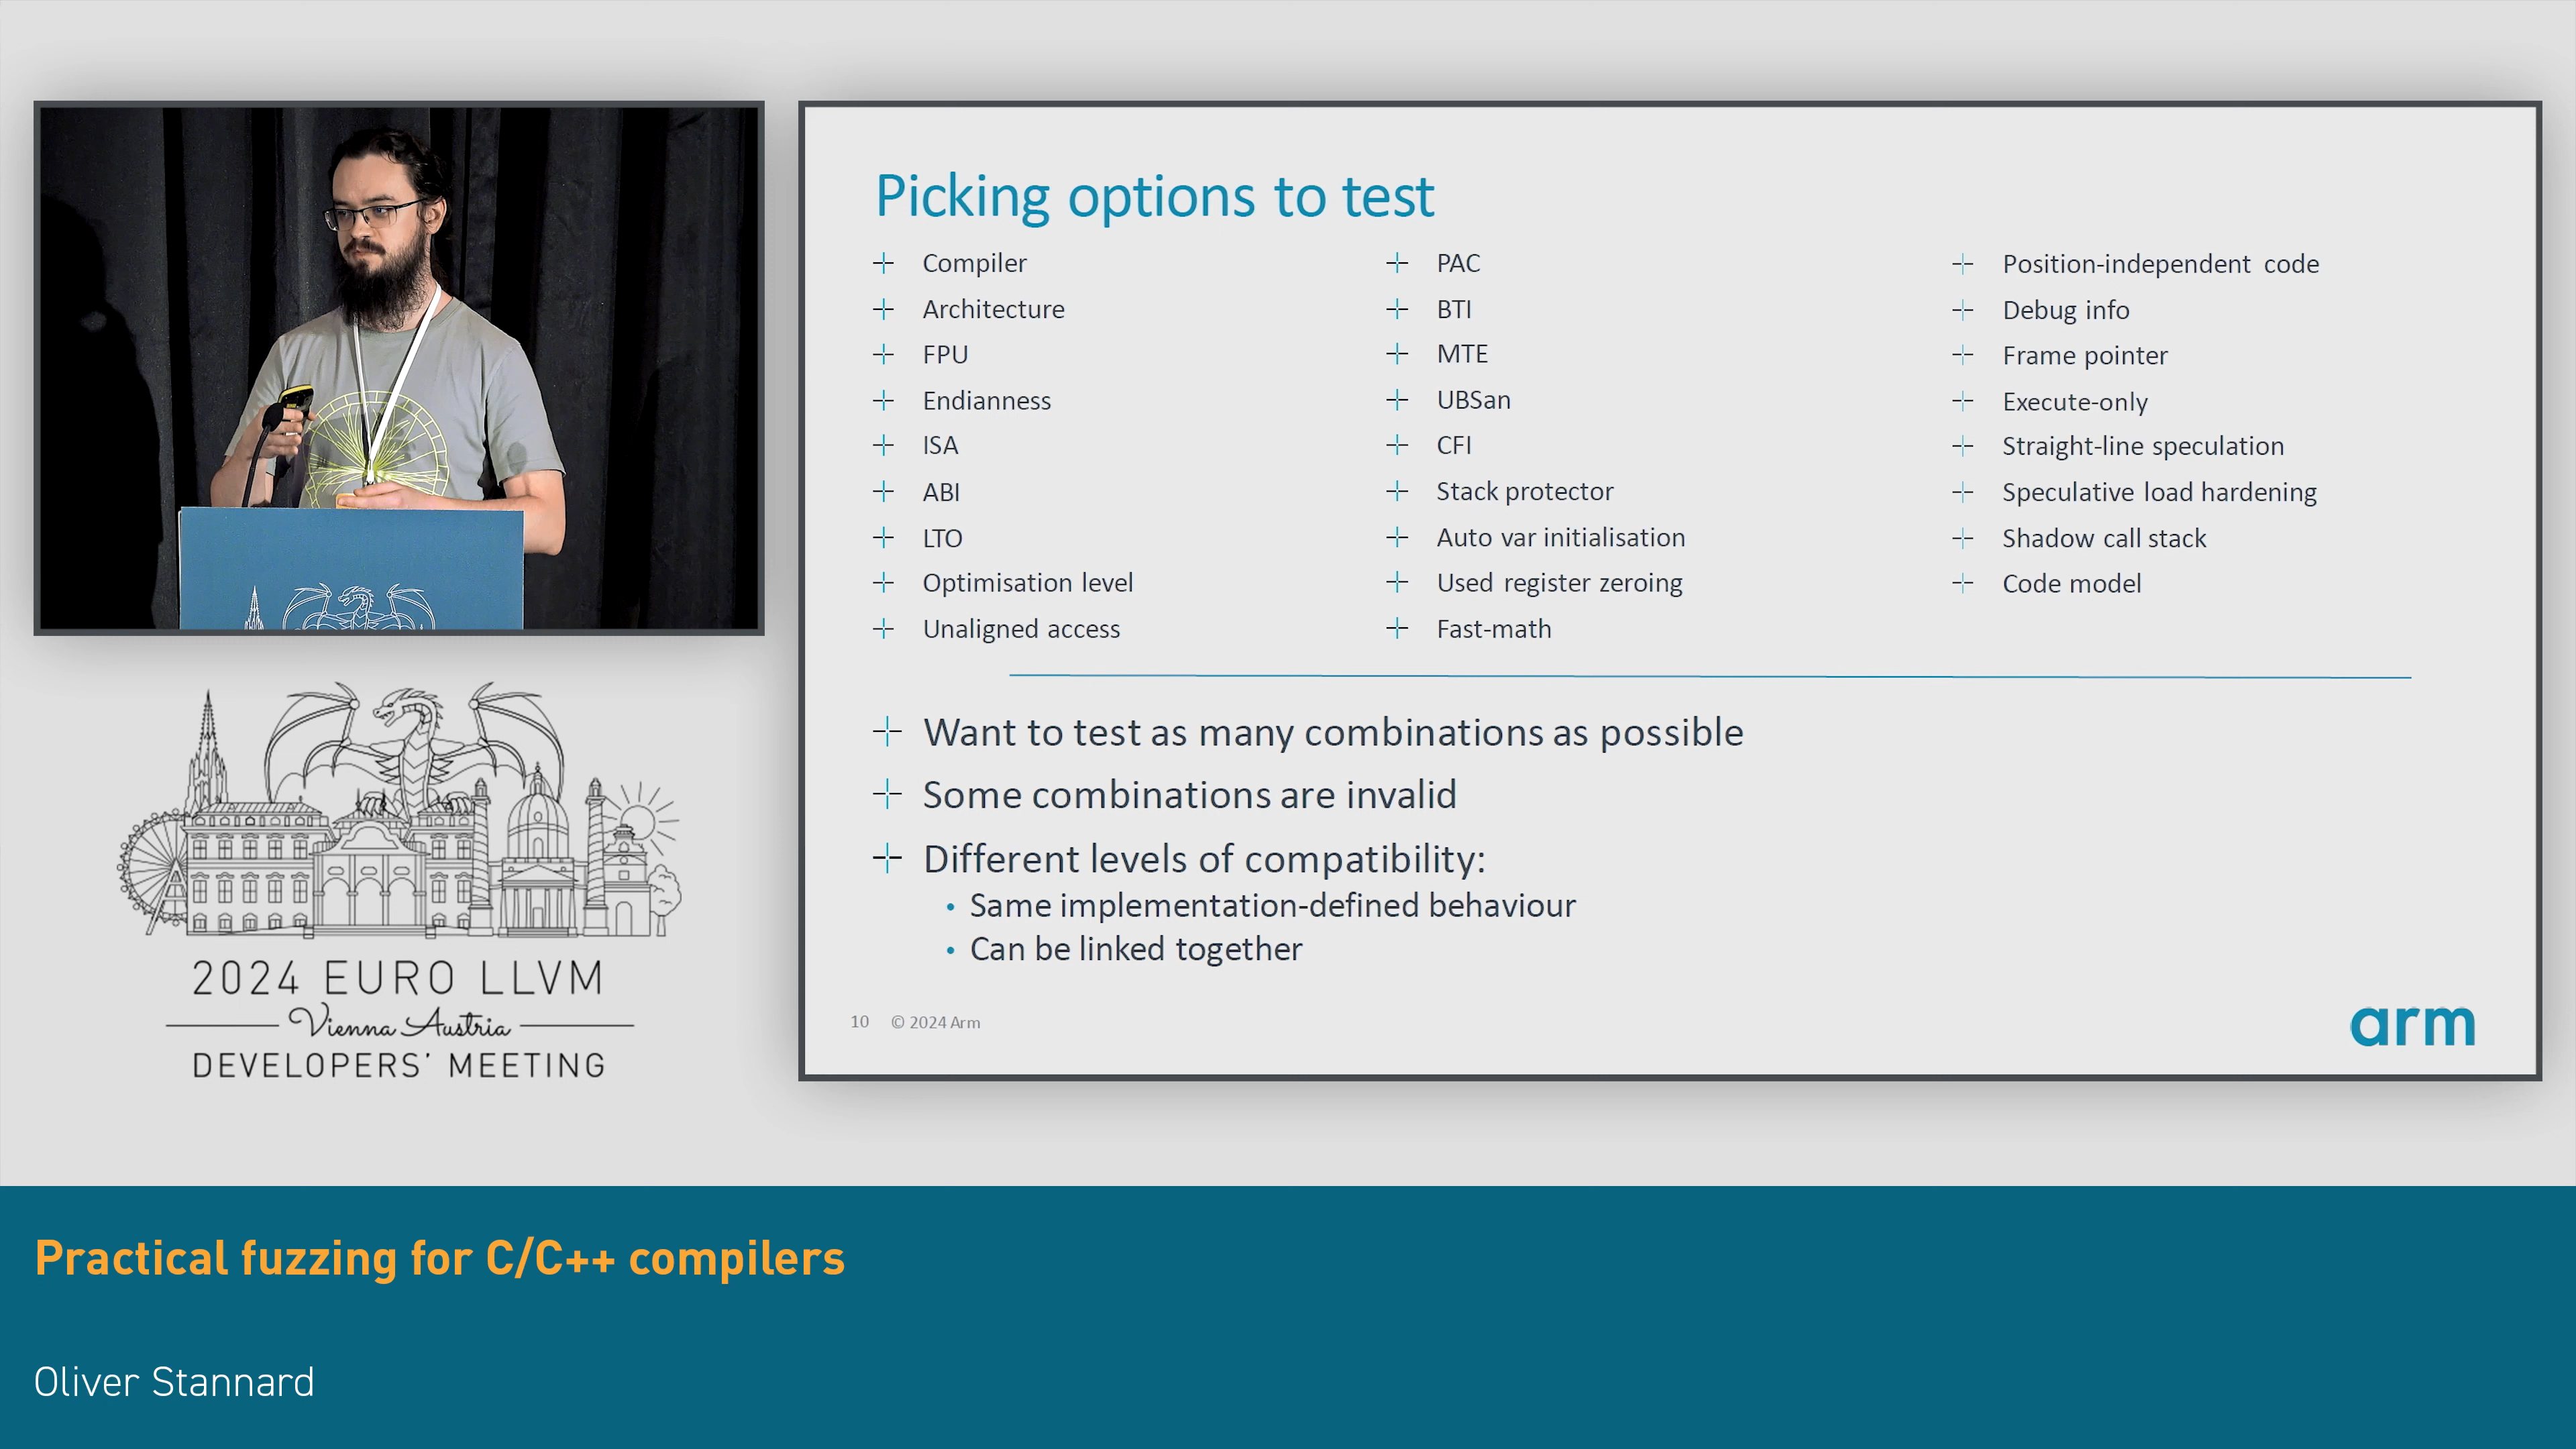 Picking options to test
Compiler
Architecture
FPU
Endianness
ISA
ABI
LTO
Optimisation level
Unaligned access
PAC
BTI
MTE
UBSan
CFI
Stack protector
Auto var initialisation
Used register zeroing
Fast-math
Position-independent code
Debug info
Frame pointer
Execute-only
Straight-line speculation
Speculative load hardening
Shadow call stack
Code model
Want to test as many combinations as possible
Some combinations are invalid
Different levels of compatibility:
Same implementation-defined behaviour
Can be linked together
10 © 2024 Arm
arm
2024 EURO LLVM
Vienna Austria
DEVELOPERS' MEETING
Practical fuzzing for C/C++ compilers
Oliver Stannard